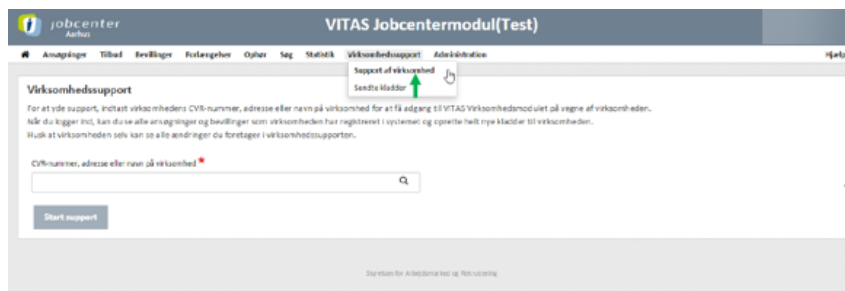 jobcenter
Aarhus
VITAS Jobcentermodul(Test)
Ansøgninger Tilbud Bevillinger Forlængelser Ophør Søg Statistik Virksomhedssupport Administration Hjælp
Support af virksomhed
Sendte kladder
Virksomhedssupport
For at yde support, indtast virksomhedens CVR-nummer, adresse eller navn på virksomhed for at få adgang til VITAS Virksomhedsmodulet på vegne af virksomheden.
Når du logger ind, kan du se alle ansøgninger og bevillinger som virksomheden har registreret i systemet og oprette helt nye kladder til virksomheden.
Husk at virksomheden selv kan se alle ændringer du foretager i virksomhedssupporten.
CVR-nummer, adresse eller navn på virksomhed *
Start support
Styrelsen for Arbejdsmarked og Rekruttering